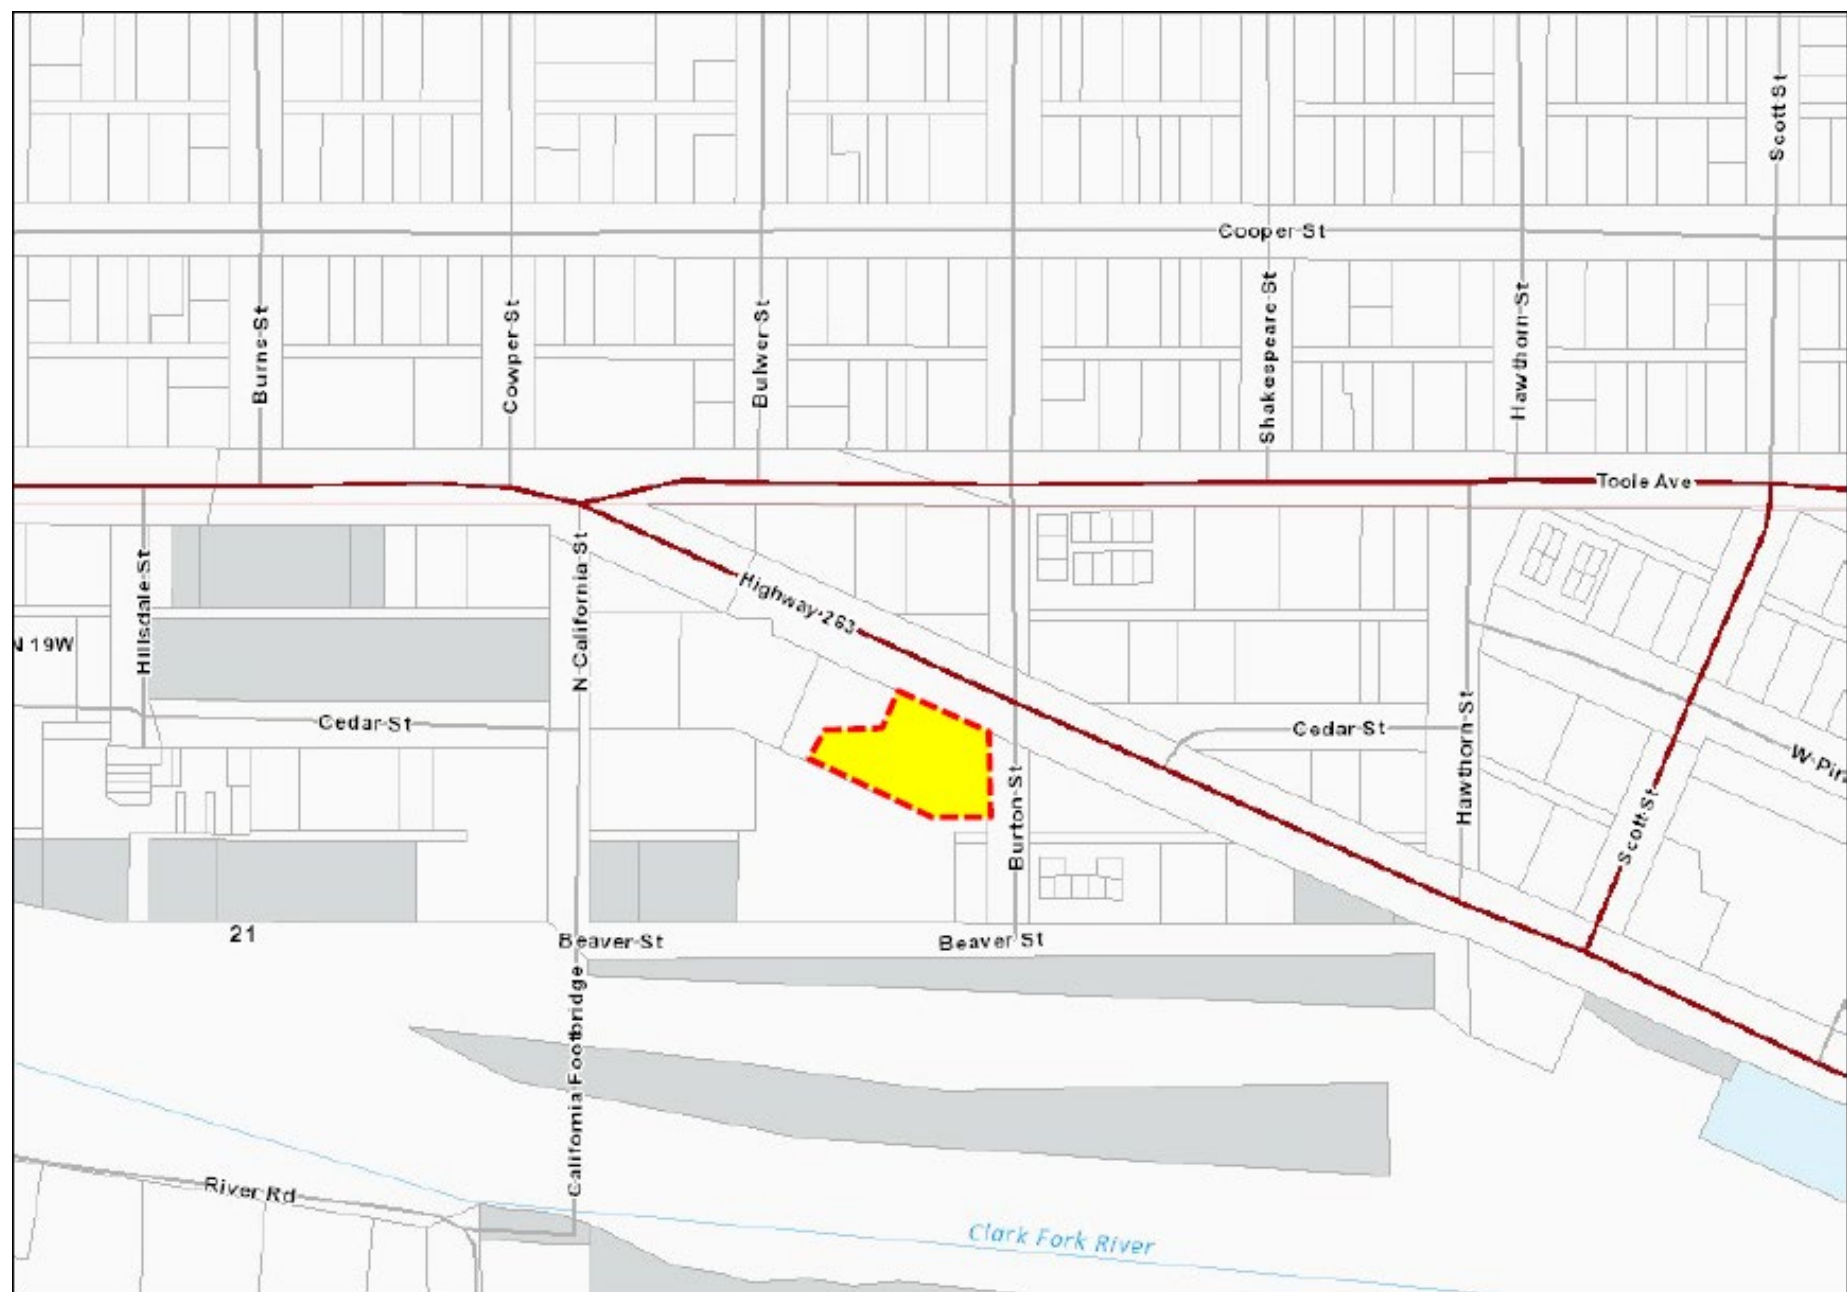 Scott St
Cooper St
Burns St
Cowper St
Bulwer St
Shakespeare St
Hawthorn St
Toole Ave
Hillsdale St
N California St
Highway 263
N 19W
Cedar St
Cedar St
Hawthorn St
W Pin
Burton St
Scott St
21
Beaver St
Beaver St
California Footbridge
River Rd
Clark Fork River